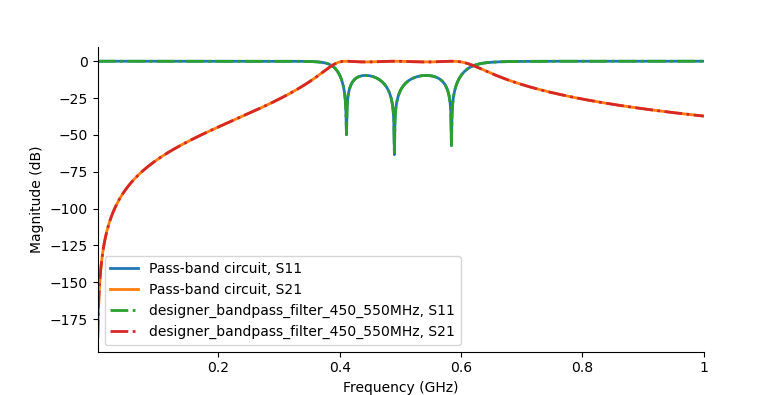 0
−25
−50
−75
−100
−125
−150
−175
Magnitude (dB)
Pass-band circuit, S11
Pass-band circuit, S21
designer_bandpass_filter_450_550MHz, S11
designer_bandpass_filter_450_550MHz, S21
0.2 0.4 0.6 0.8 1
Frequency (GHz)